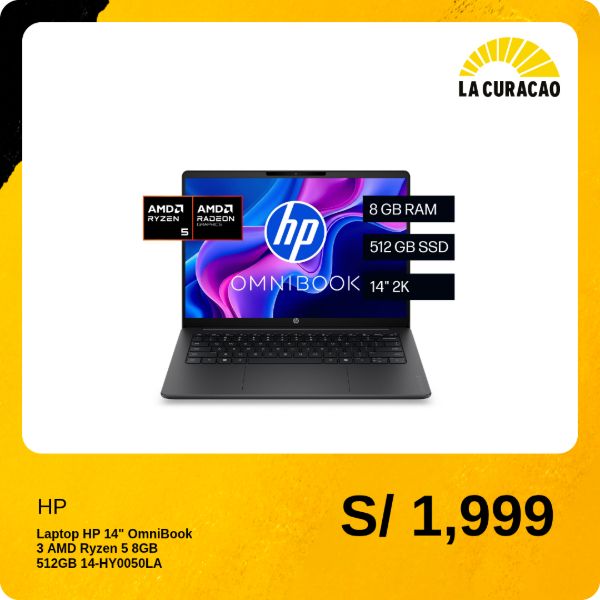 LA CURACAO
AMD RYZEN 5
AMD RADEON GRAPHICS
8 GB RAM
hp
512 GB SSD
OMNIBOOK
14" 2K
hp
HP
S/ 1,999
Laptop HP 14" OmniBook
3 AMD Ryzen 5 8GB
512GB 14-HY0050LA